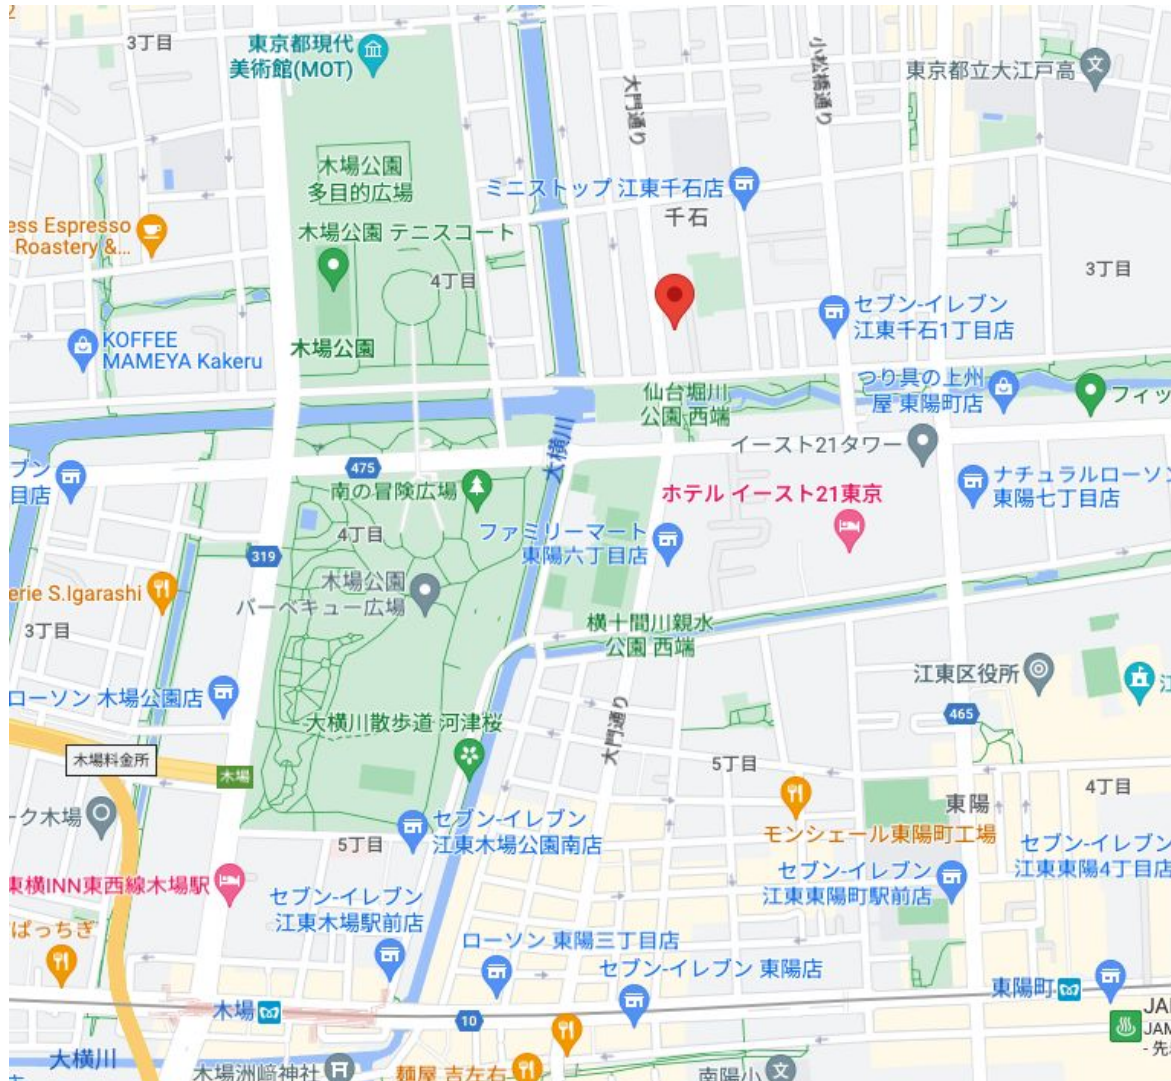 2
3丁目
東京都現代
美術館(MOT)
大門通り
小松橋通り
東京都立大江戸高
木場公園
多目的広場
ミニストップ 江東千石店
千石
ess Espresso
Roastery &...
木場公園 テニスコート
4丁目
3丁目
セブン-イレブン
江東千石1丁目店
KOFFEE
MAMEYA Kakeru
木場公園
仙台堀川
公園 西端
つり具の上州
屋 東陽町店
フィッ
大横川
イースト21タワー
475
ブン
目店
南の冒険広場
ホテル イースト21東京
ナチュラルローソン
東陽七丁目店
4丁目
ファミリーマート
東陽六丁目店
319
木場公園
バーベキュー広場
erie S.Igarashi
3丁目
横十間川親水
公園 西端
江東区役所
江
ローソン 木場公園店
465
大横川散歩道 河津桜
大門通り
木場料金所
木場
5丁目
4丁目
ーク木場
東陽
セブン-イレブン
江東木場公園南店
モンシェール東陽町工場
5丁目
セブン-イレブン
江東東陽4丁目店
東横INN東西線木場駅
セブン-イレブン
江東木場駅前店
セブン-イレブン
江東東陽町駅前店
ぱっちぎ
ローソン 東陽三丁目店
セブン-イレブン 東陽店
東陽町
木場
10
JA
JAM
- 先
大横川
木場洲﨑神社
麺屋 吉左右
南陽小